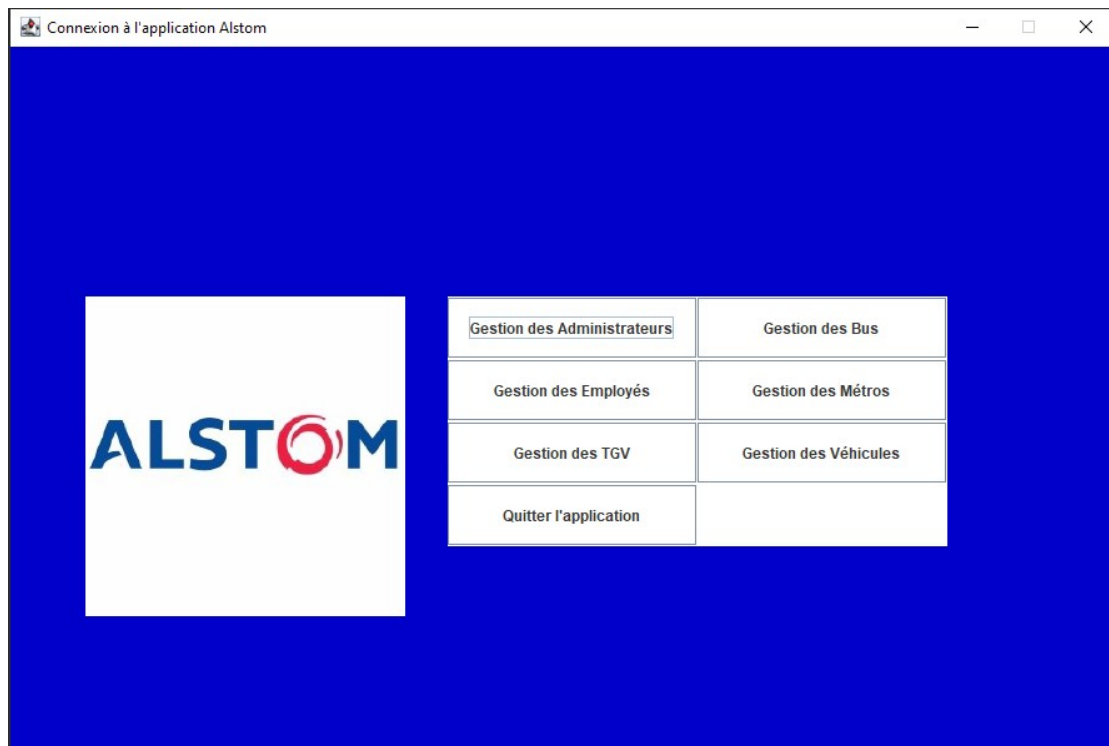 Connexion à l'application Alstom
ALSTOM
Gestion des Administrateurs
Gestion des Bus
Gestion des Employés
Gestion des Métros
Gestion des TGV
Gestion des Véhicules
Quitter l'application